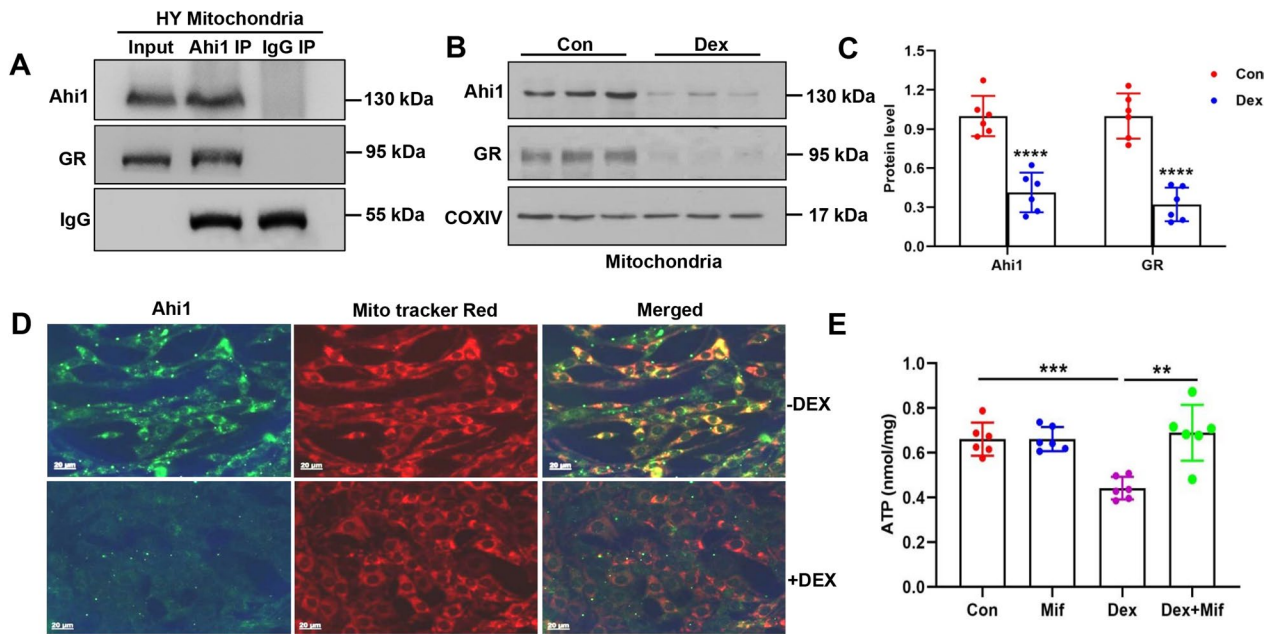 A
HY Mitochondria
Input Ahi1 IP IgG IP
Ahi1
130 kDa
GR
95 kDa
IgG
55 kDa
B
Con Dex
Ahi1
130 kDa
GR
95 kDa
COXIV
17 kDa
Mitochondria
C
Protein level
1.5
1.2
0.9
0.6
0.3
0.0
**** ****
Ahi1 GR
Con
Dex
D
Ahi1 Mito tracker Red Merged
-DEX
20 µm 20 µm 20 µm
+DEX
20 µm 20 µm 20 µm
E
ATP (nmol/mg)
1.0
0.8
0.6
0.4
0.2
0.0
*** **
Con Mif Dex Dex+Mif